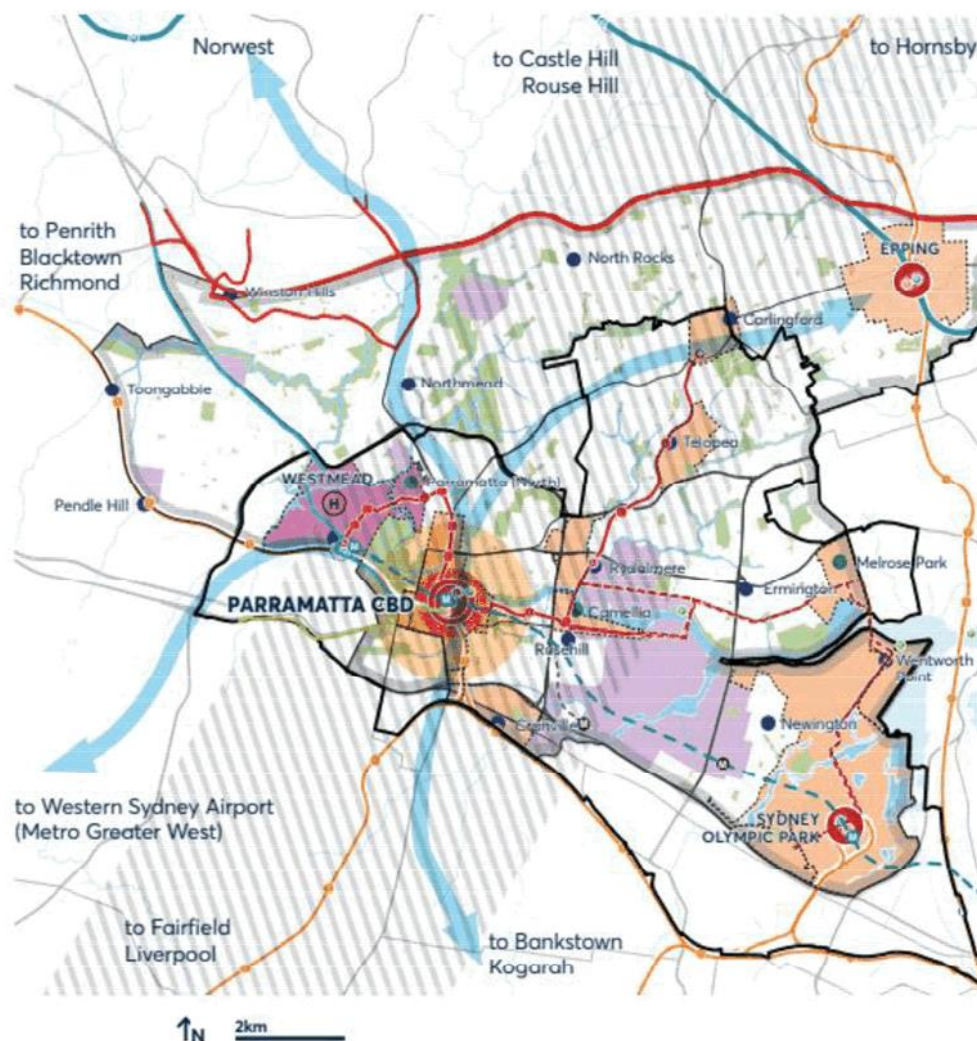 Norwest
to Castle Hill
Rouse Hill
to Hornsby
to Penrith
Blacktown
Richmond
EPPING
North Rocks
Winston Hills
Carlingford
Toongabbie
Northmead
Telopea
WESTMEAD
Parramatta (North)
H
Pendle Hill
M
Rydalmere
Melrose Park
Ermington
PARRAMATTA CBD
M
Camellia
Rosehill
Wentworth
Point
Granville
M
Newington
M
to Western Sydney Airport
(Metro Greater West)
SYDNEY
OLYMPIC PARK
M
to Fairfield
Liverpool
to Bankstown
Kogarah
N
2km